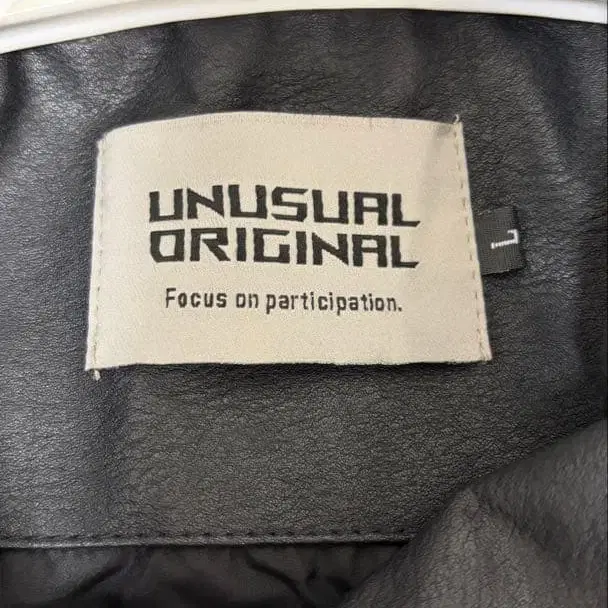 UNUSUAL
ORIGINAL
Focus on participation.
L